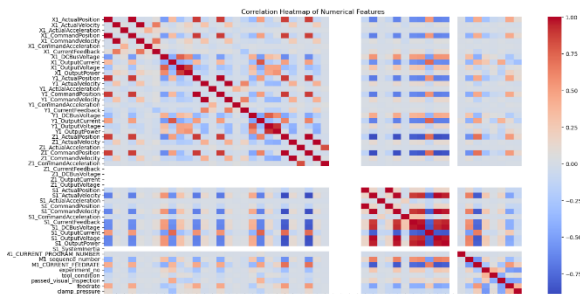 Correlation Heatmap of Numerical Features
X1_ActualPosition
X1_ActualVelocity
X1_ActualAcceleration
X1_CommandPosition
X1_CommandVelocity
X1_CommandAcceleration
X1_CurrentFeedback
X1_DCBusVoltage
X1_OutputCurrent
X1_OutputVoltage
X1_OutputPower
Y1_ActualPosition
Y1_ActualVelocity
Y1_ActualAcceleration
Y1_CommandPosition
Y1_CommandVelocity
Y1_CommandAcceleration
Y1_CurrentFeedback
Y1_DCBusVoltage
Y1_OutputCurrent
Y1_OutputVoltage
Y1_OutputPower
Z1_ActualPosition
Z1_ActualVelocity
Z1_ActualAcceleration
Z1_CommandPosition
Z1_CommandVelocity
Z1_CommandAcceleration
Z1_CurrentFeedback
Z1_DCBusVoltage
Z1_OutputCurrent
Z1_OutputVoltage
S1_ActualPosition
S1_ActualVelocity
S1_ActualAcceleration
S1_CommandPosition
S1_CommandVelocity
S1_CommandAcceleration
S1_CurrentFeedback
S1_DCBusVoltage
S1_OutputCurrent
S1_OutputVoltage
S1_OutputPower
S1_SystemInertia
M1_CURRENT_PROGRAM_NUMBER
M1_sequence_number
M1_CURRENT_FEEDRATE
experiment_no
tool_condition
passed_visual_inspection
feedrate
clamp_pressure
1.00
0.75
0.50
0.25
0.00
-0.25
-0.50